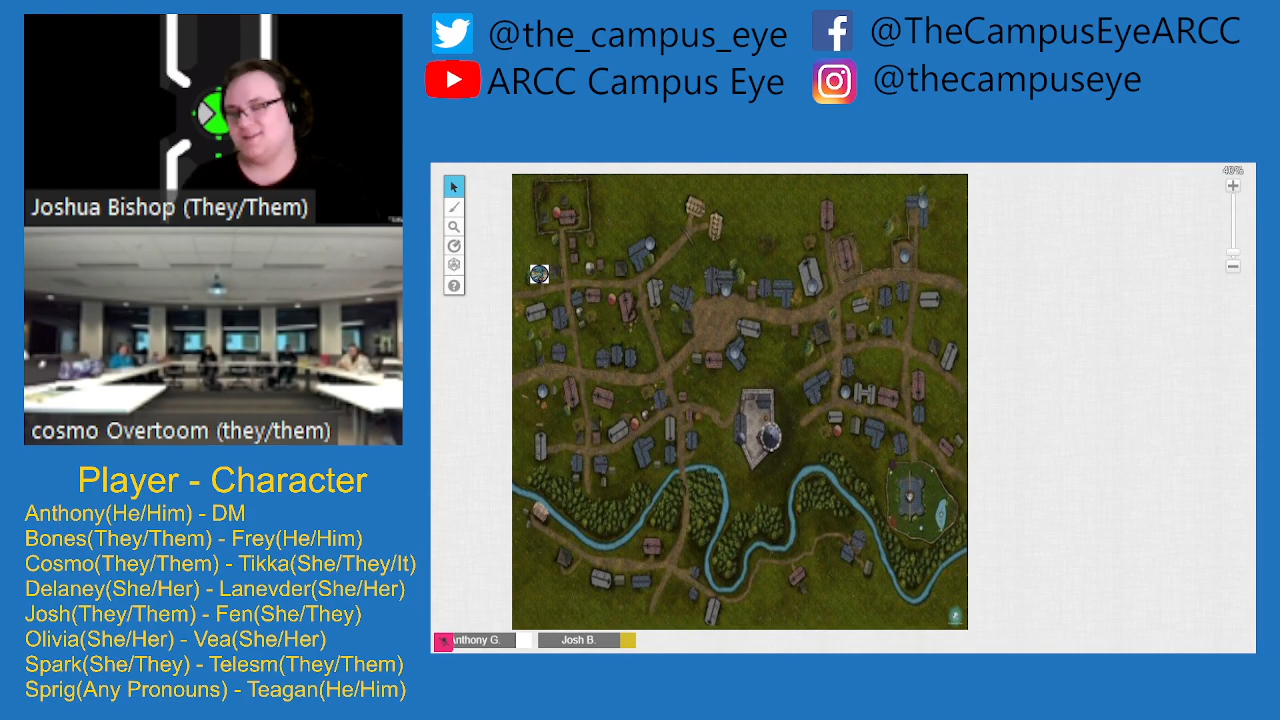 @the_campus_eye
@TheCampusEyeARCC
ARCC Campus Eye
@thecampuseye
Joshua Bishop (They/Them)
cosmo Overtoom (they/them)
Player - Character
Anthony(He/Him) - DM
Bones(They/Them) - Frey(He/Him)
Cosmo(They/Them) - Tikka(She/They/It)
Delaney(She/Her) - Lanevder(She/Her)
Josh(They/Them) - Fen(She/They)
Olivia(She/Her) - Vea(She/Her)
Spark(She/They) - Telesm(They/Them)
Sprig(Any Pronouns) - Teagan(He/Him)
40%
Anthony G.
Josh B.